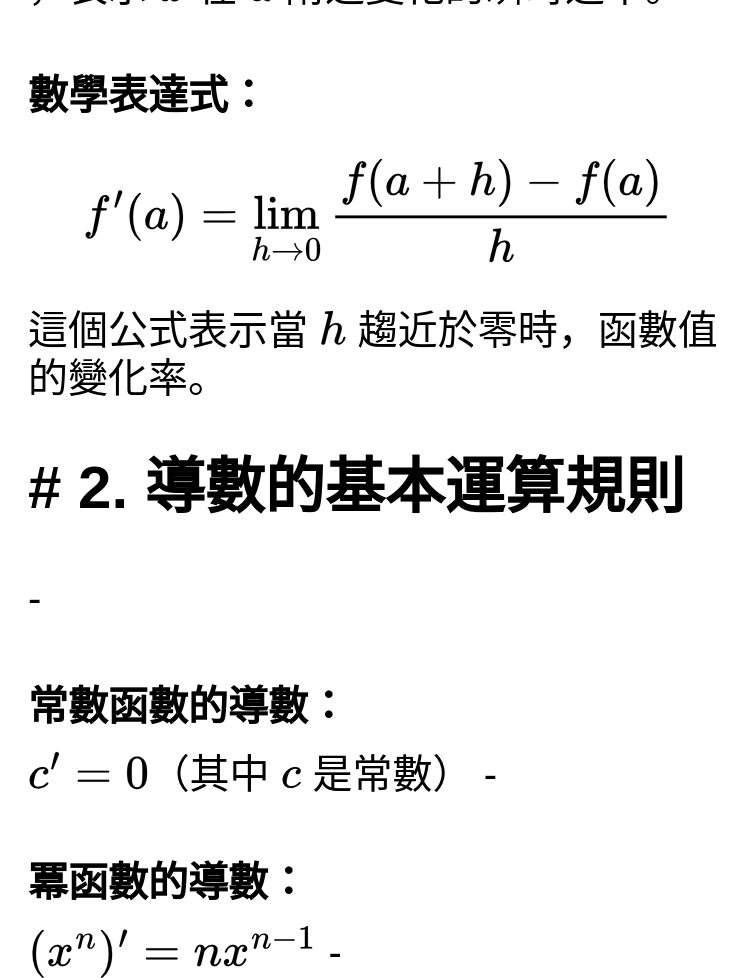 數學表達式：
f′(a) = lim_{h→0} \frac{f(a + h) − f(a)}{h}
這個公式表示當 h 趨近於零時，函數值
的變化率。
# 2. 導數的基本運算規則
-
常數函數的導數：
c′ = 0（其中 c 是常數） -
冪函數的導數：
(xⁿ)′ = nxⁿ⁻¹ -